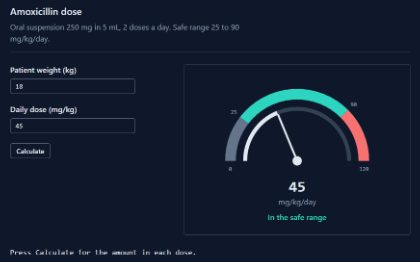 Amoxicillin dose
Oral suspension 250 mg in 5 mL, 2 doses a day. Safe range 25 to 90
mg/kg/day.
Patient weight (kg)
18
Daily dose (mg/kg)
45
Calculate
25
90
0
120
45
mg/kg/day
In the safe range
Press Calculate for the amount in each dose.